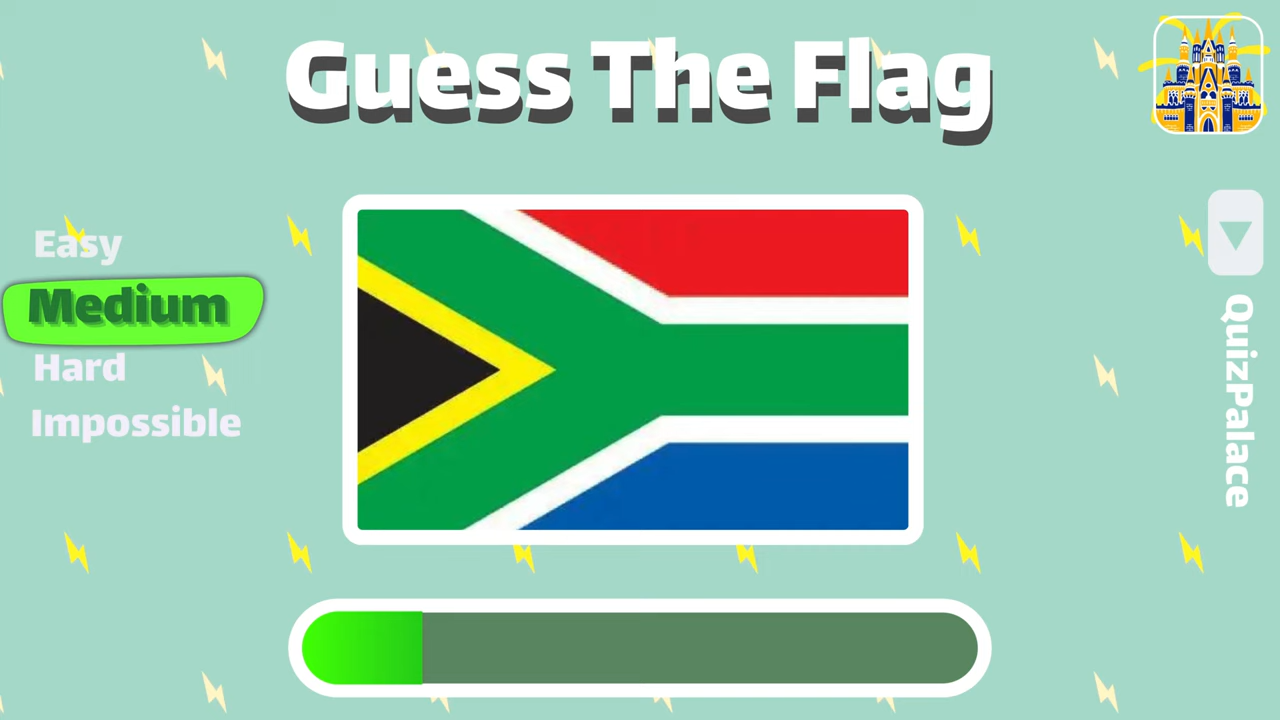 Guess The Flag
Easy
Medium
Hard
Impossible
QuizPalace